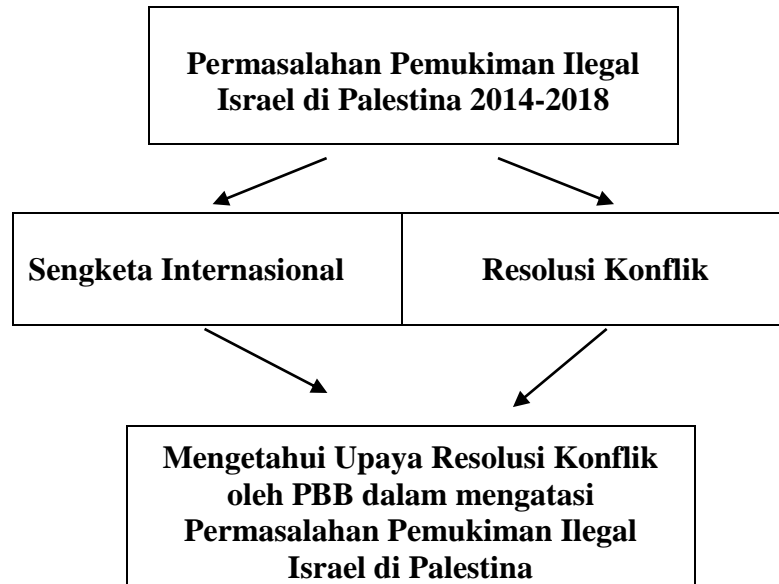 Permasalahan Pemukiman Ilegal
Israel di Palestina 2014-2018
Sengketa Internasional
Resolusi Konflik
Mengetahui Upaya Resolusi Konflik
oleh PBB dalam mengatasi
Permasalahan Pemukiman Ilegal
Israel di Palestina